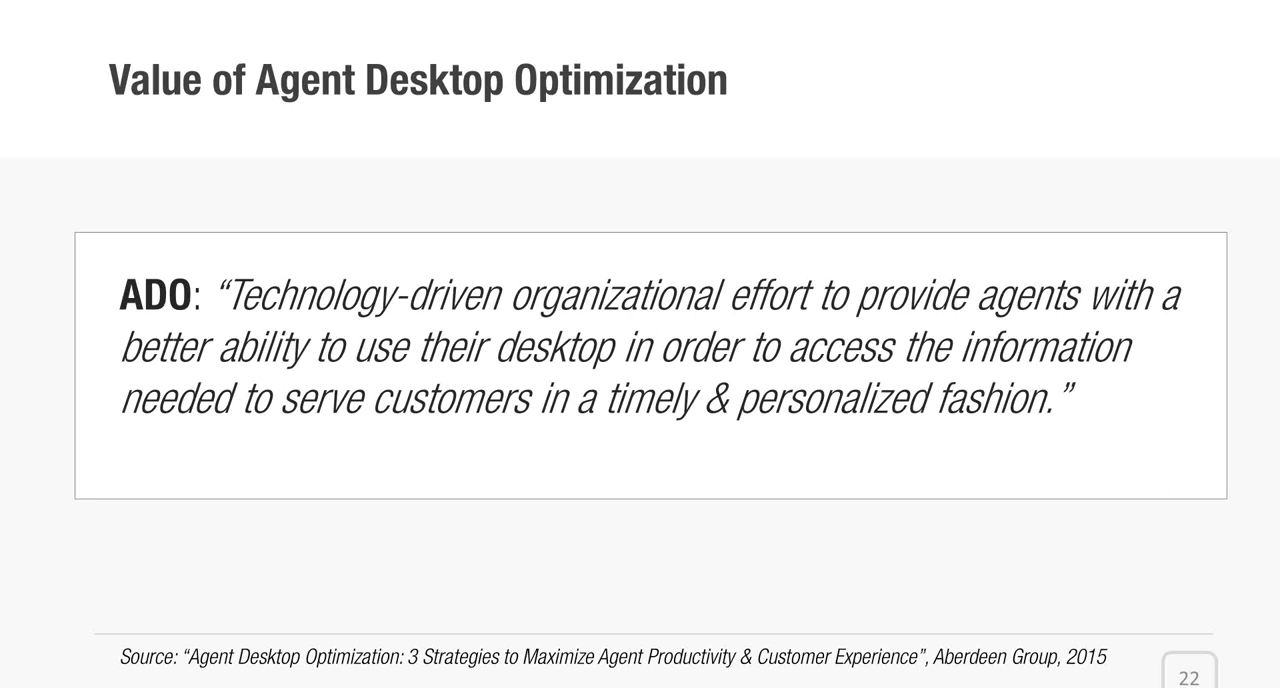 Value of Agent Desktop Optimization
ADO: “Technology-driven organizational effort to provide agents with a
better ability to use their desktop in order to access the information
needed to serve customers in a timely & personalized fashion.”
Source: “Agent Desktop Optimization: 3 Strategies to Maximize Agent Productivity & Customer Experience”, Aberdeen Group, 2015
22